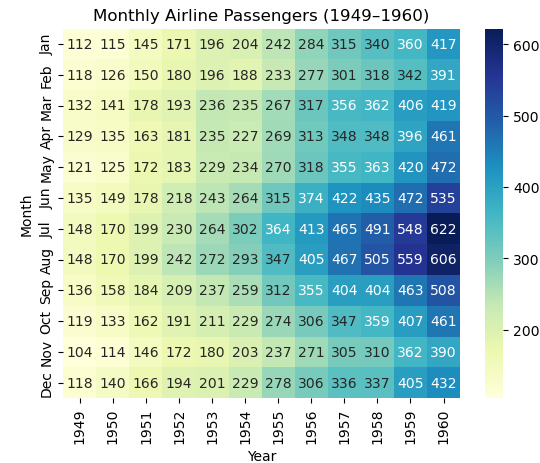 Monthly Airline Passengers (1949–1960)
Jan 112 115 145 171 196 204 242 284 315 340 360 417
Feb 118 126 150 180 196 188 233 277 301 318 342 391
Mar 132 141 178 193 236 235 267 317 356 362 406 419
Apr 129 135 163 181 235 227 269 313 348 348 396 461
May 121 125 172 183 229 234 270 318 355 363 420 472
Jun 135 149 178 218 243 264 315 374 422 435 472 535
Jul 148 170 199 230 264 302 364 413 465 491 548 622
Aug 148 170 199 242 272 293 347 405 467 505 559 606
Sep 136 158 184 209 237 259 312 355 404 404 463 508
Oct 119 133 162 191 211 229 274 306 347 359 407 461
Nov 104 114 146 172 180 203 237 271 305 310 362 390
Dec 118 140 166 194 201 229 278 306 336 337 405 432
1949 1950 1951 1952 1953 1954 1955 1956 1957 1958 1959 1960
Year
Month
600
500
400
300
200